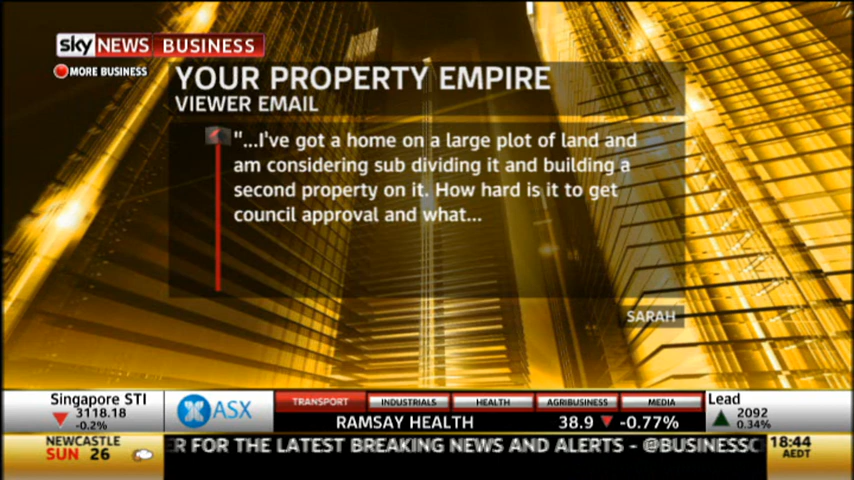 sky NEWS BUSINESS
MORE BUSINESS
YOUR PROPERTY EMPIRE
VIEWER EMAIL
"...I've got a home on a large plot of land and
am considering sub dividing it and building a
second property on it. How hard is it to get
council approval and what...
SARAH
Singapore STI
3118.18
-0.2%
ASX
TRANSPORT INDUSTRIALS HEALTH AGRIBUSINESS MEDIA
RAMSAY HEALTH 38.9 -0.77%
Lead
2092
0.34%
NEWCASTLE
SUN 26
ER FOR THE LATEST BREAKING NEWS AND ALERTS - @BUSINESSC
18:44
AEDT